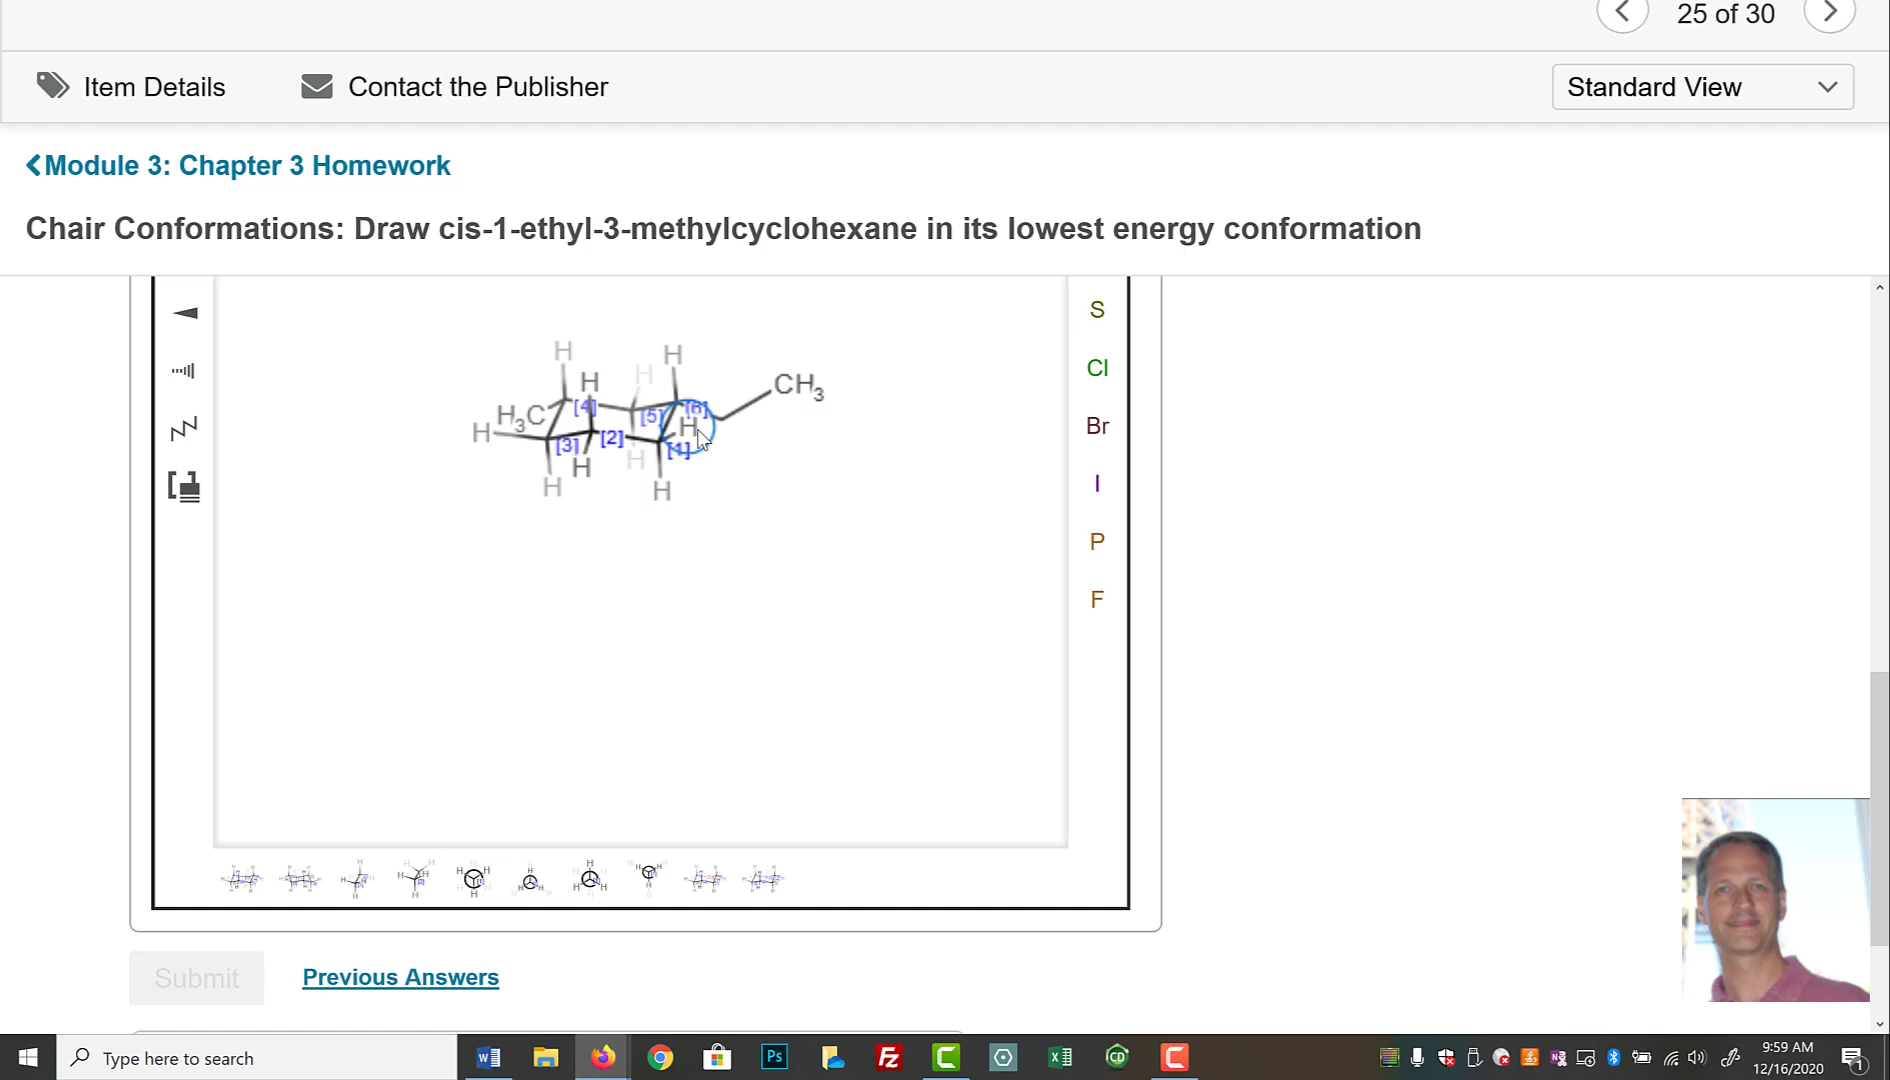 25 of 30
Item Details
Contact the Publisher
Standard View
Module 3: Chapter 3 Homework
Chair Conformations: Draw cis-1-ethyl-3-methylcyclohexane in its lowest energy conformation
S
Cl
Br
I
P
F
H
H
H
H
CH3
H3C
[4]
[5]
[6]
H
H
[3]
[2]
[1]
H
H
H
H
Submit
Previous Answers
Type here to search
Ps
9:59 AM
12/16/2020
1